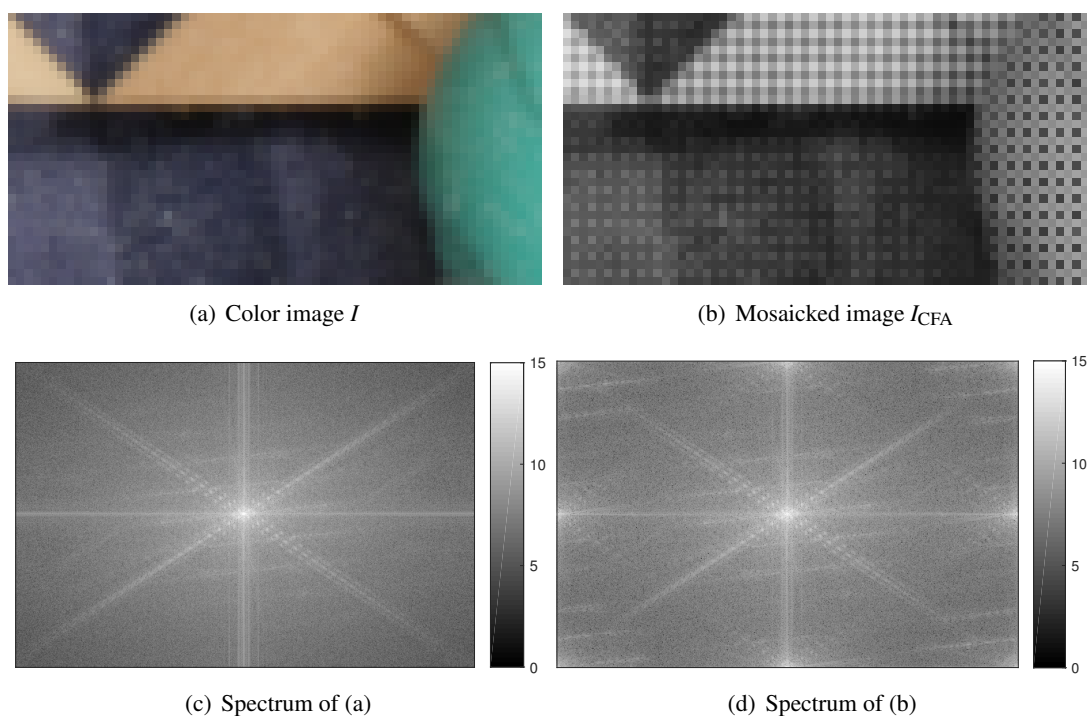 (a) Color image I
(b) Mosaicked image I_CFA
15
10
5
0
15
10
5
0
(c) Spectrum of (a)
(d) Spectrum of (b)